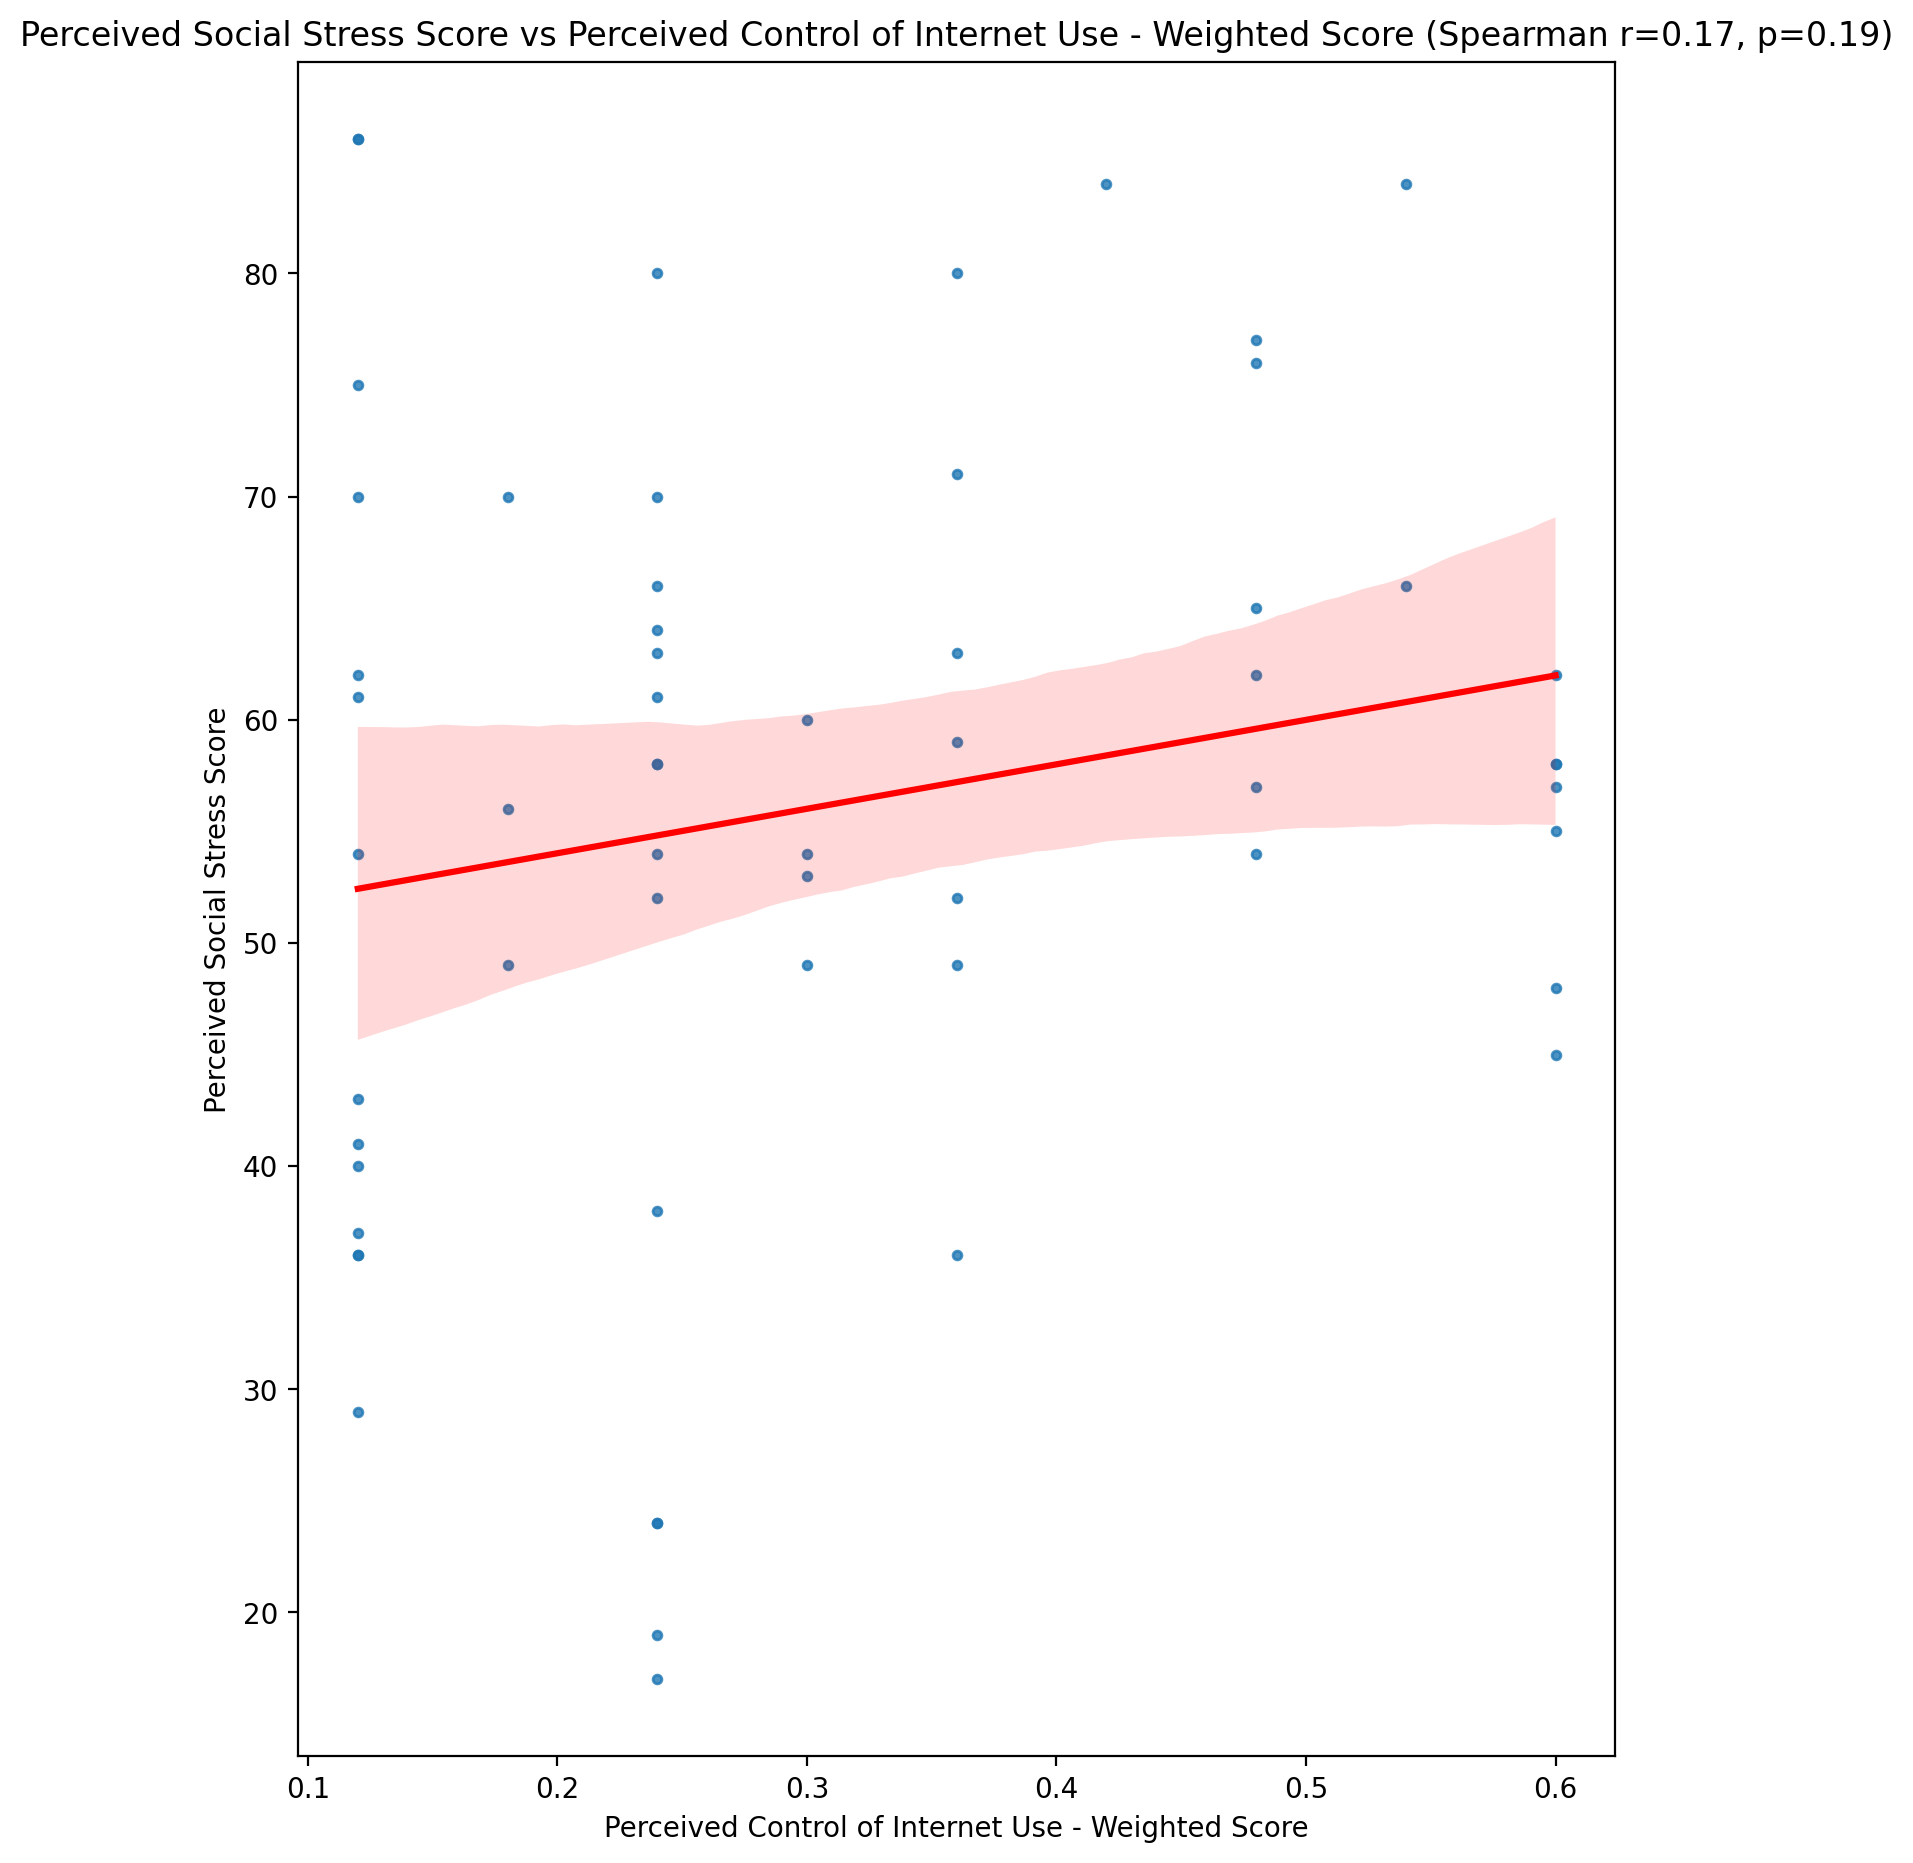 Perceived Social Stress Score vs Perceived Control of Internet Use - Weighted Score (Spearman r=0.17, p=0.19)
80
70
60
50
40
30
20
Perceived Social Stress Score
0.1 0.2 0.3 0.4 0.5 0.6
Perceived Control of Internet Use - Weighted Score